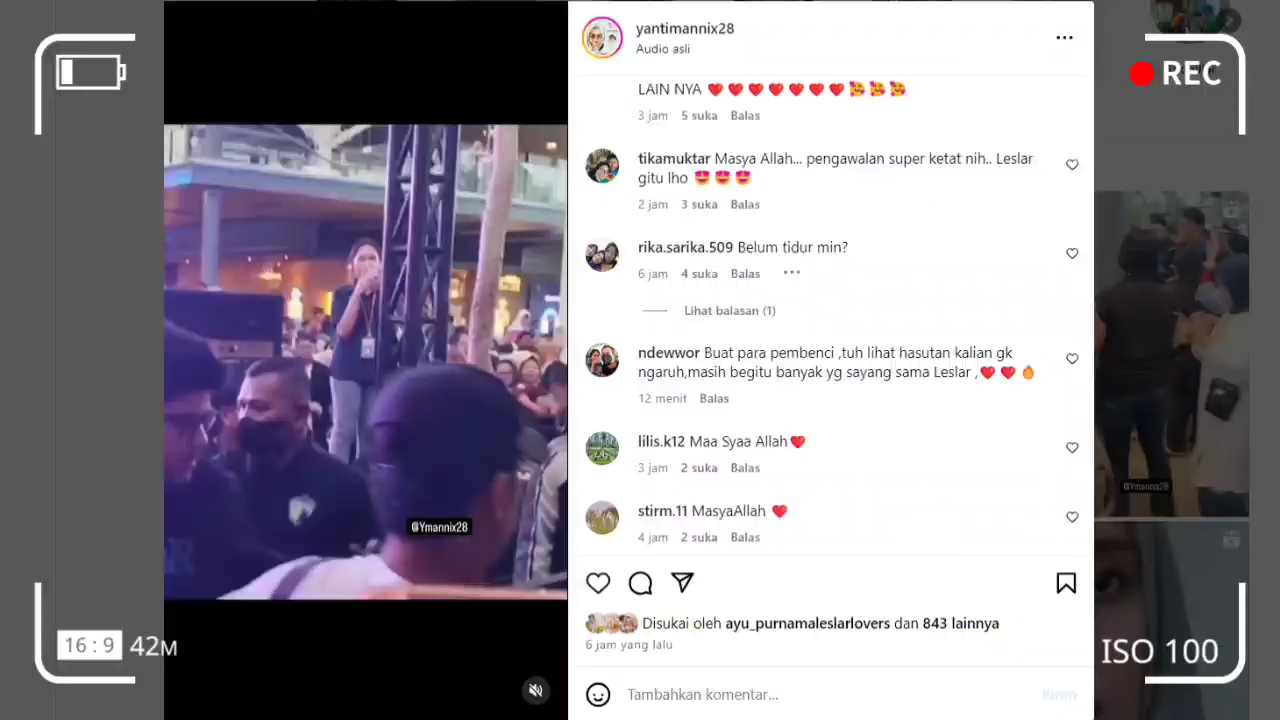 yantimannix28
Audio asli
REC
LAIN NYA ❤️❤️❤️❤️❤️❤️❤️🥰🥰🥰
3 jam 5 suka Balas
tikamuktar Masya Allah... pengawalan super ketat nih.. Leslar
gitu lho 😍😍😍
2 jam 3 suka Balas
rika.sarika.509 Belum tidur min?
6 jam 4 suka Balas
Lihat balasan (1)
ndewwor Buat para pembenci ,tuh lihat hasutan kalian gk
ngaruh,masih begitu banyak yg sayang sama Leslar ,❤️❤️👌
12 menit Balas
lilis.k12 Maa Syaa Allah❤️
3 jam 2 suka Balas
@Ymannix28
@Ymannix28
stirm.11 MasyaAllah ❤️
4 jam 2 suka Balas
Disukai oleh ayu_purnamaleslarlovers dan 843 lainnya
6 jam yang lalu
16 : 9 42M
ISO 100
Tambahkan komentar...
Kirim